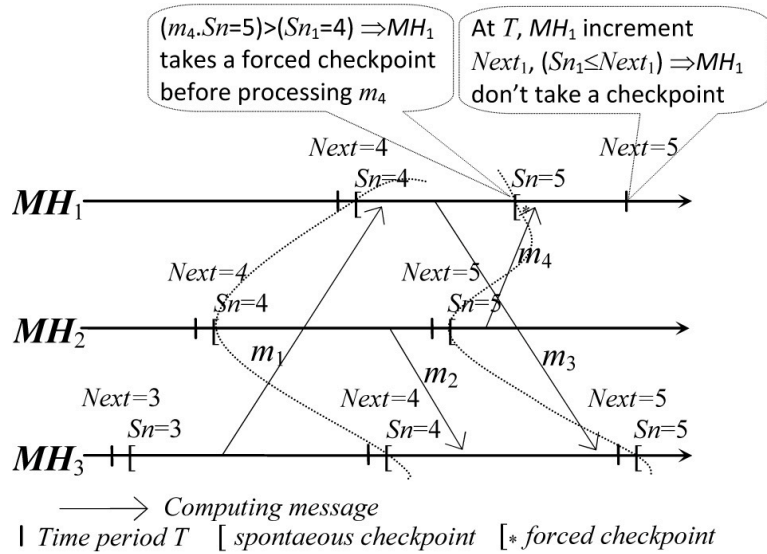 (m₄.Sn=5)>(Sn₁=4) ⇒MH₁
takes a forced checkpoint
before processing m₄
At T, MH₁ increment
Next₁, (Sn₁≤Next₁) ⇒MH₁
don't take a checkpoint
Next=4
Next=5
Sn=4
Sn=5
MH₁
*
m₄
Next=4
Next=5
Sn=4
Sn=5
MH₂
m₁
m₂
m₃
Next=3
Next=4
Next=5
Sn=3
Sn=4
Sn=5
MH₃
Computing message
Time period T [ spontaeous checkpoint [* forced checkpoint